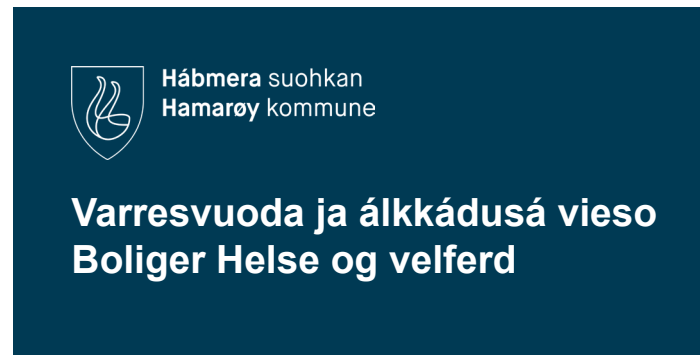 Hábmera suohkan
Hamarøy kommune
Varresvuoda ja álkkádusá vieso
Boliger Helse og velferd